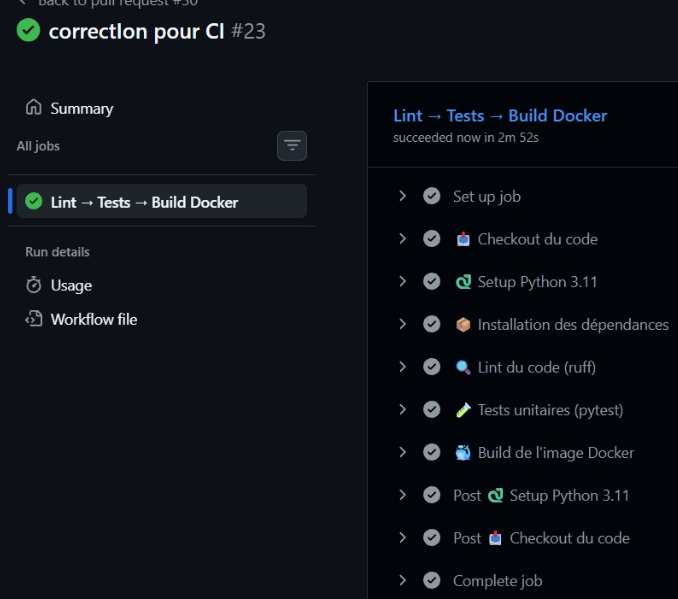 Back to pull request #30
correctIon pour CI #23
Summary
All jobs
Lint → Tests → Build Docker
Run details
Usage
Workflow file
Lint → Tests → Build Docker
succeeded now in 2m 52s
Set up job
Checkout du code
Setup Python 3.11
Installation des dépendances
Lint du code (ruff)
Tests unitaires (pytest)
Build de l'image Docker
Post Setup Python 3.11
Post Checkout du code
Complete job